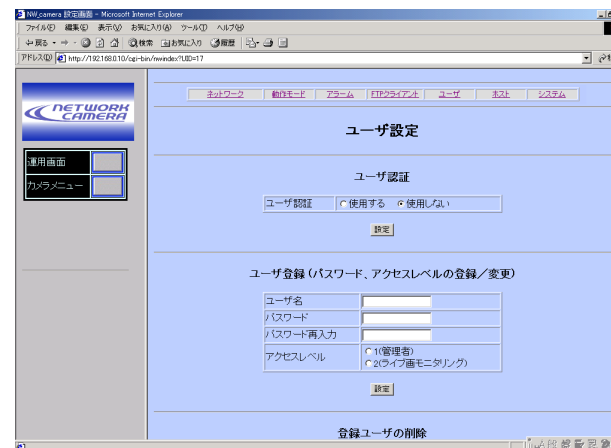 NW_camera 設定画面 - Microsoft Internet Explorer
ファイル(F) 編集(E) 表示(V) お気に入り(A) ツール(T) ヘルプ(H)
戻る 検索 お気に入り 履歴
アドレス(D) http://192.168.0.10/cgi-bin/nwindex?UID=17
NETWORK
CAMERA
運用画面
カメラメニュー
ネットワーク 動作モード アラーム FTPクライアント ユーザ ホスト システム
ユーザ設定
ユーザ認証
ユーザ認証 使用する 使用しない
設定
ユーザ登録(パスワード、アクセスレベルの登録/変更)
ユーザ名
パスワード
パスワード再入力
アクセスレベル 1(管理者)
2(ライブ画モニタリング)
設定
登録ユーザの削除